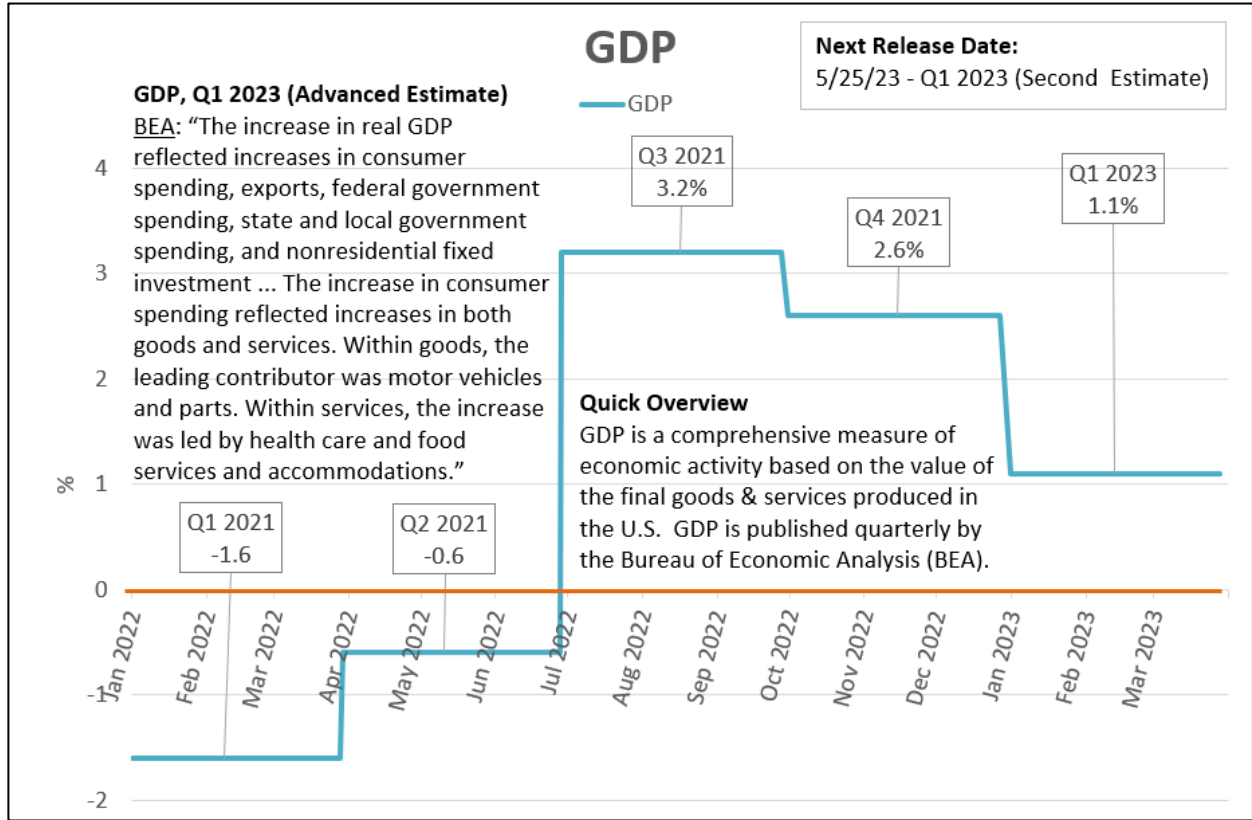 GDP
Next Release Date:
5/25/23 - Q1 2023 (Second Estimate)
GDP, Q1 2023 (Advanced Estimate)
BEA: “The increase in real GDP
reflected increases in consumer
spending, exports, federal government
spending, state and local government
spending, and nonresidential fixed
investment ... The increase in consumer
spending reflected increases in both
goods and services. Within goods, the
leading contributor was motor vehicles
and parts. Within services, the increase
was led by health care and food
services and accommodations.”
GDP
Q3 2021
3.2%
Q4 2021
2.6%
Q1 2023
1.1%
Quick Overview
GDP is a comprehensive measure of
economic activity based on the value of
the final goods & services produced in
the U.S. GDP is published quarterly by
the Bureau of Economic Analysis (BEA).
Q1 2021
-1.6
Q2 2021
-0.6
%
4
3
2
1
0
-1
-2
Jan 2022
Feb 2022
Mar 2022
Apr 2022
May 2022
Jun 2022
Jul 2022
Aug 2022
Sep 2022
Oct 2022
Nov 2022
Dec 2022
Jan 2023
Feb 2023
Mar 2023